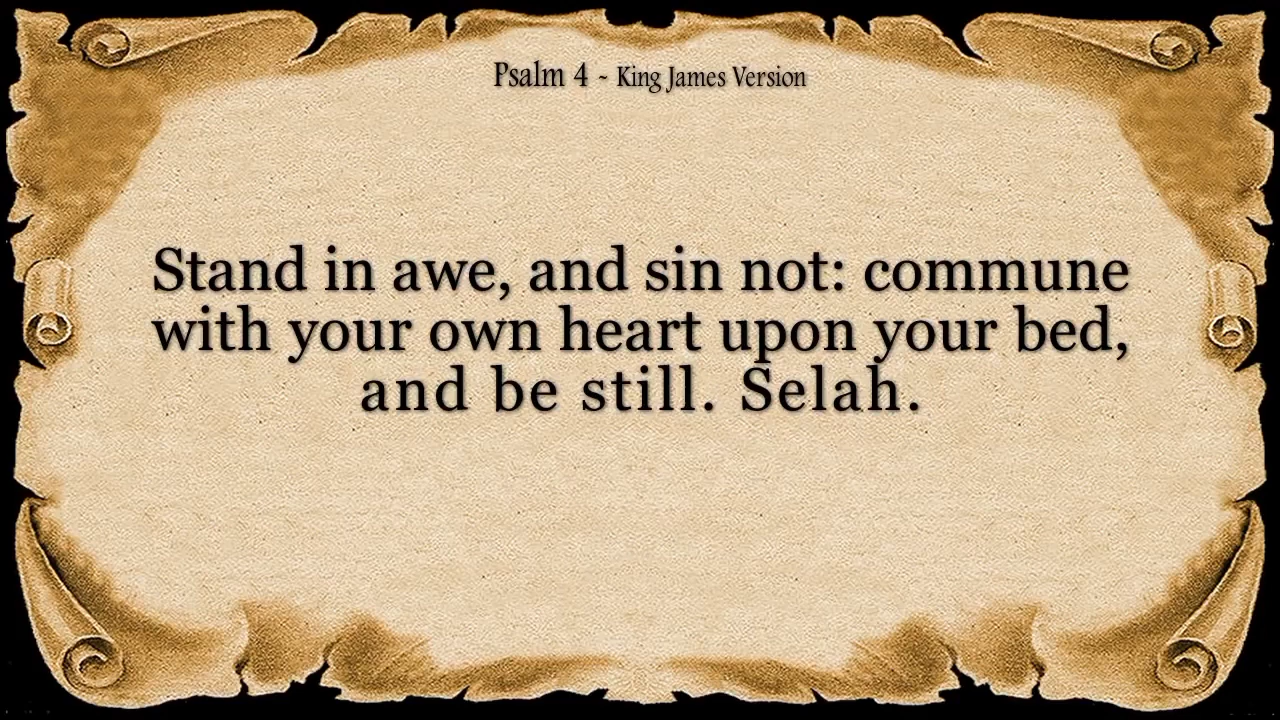 Psalm 4 - King James Version
Stand in awe, and sin not: commune
with your own heart upon your bed,
and be still. Selah.